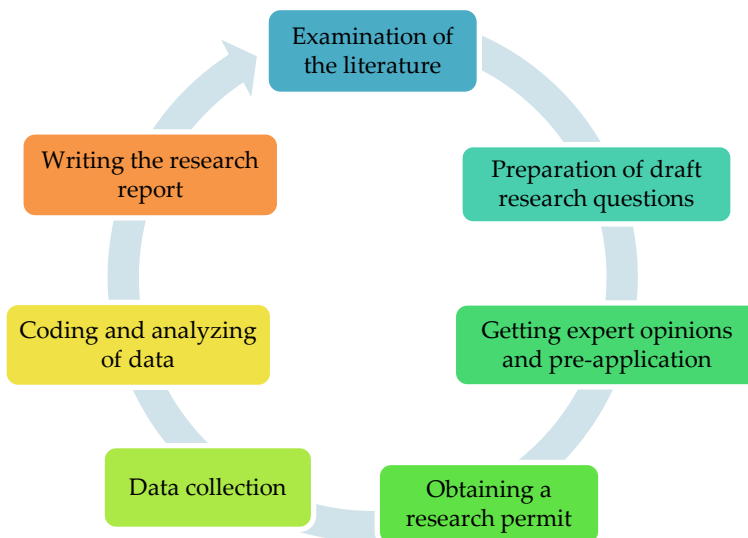 Examination of
the literature
Preparation of draft
research questions
Getting expert opinions
and pre-application
Obtaining a
research permit
Data collection
Coding and analyzing
of data
Writing the research
report